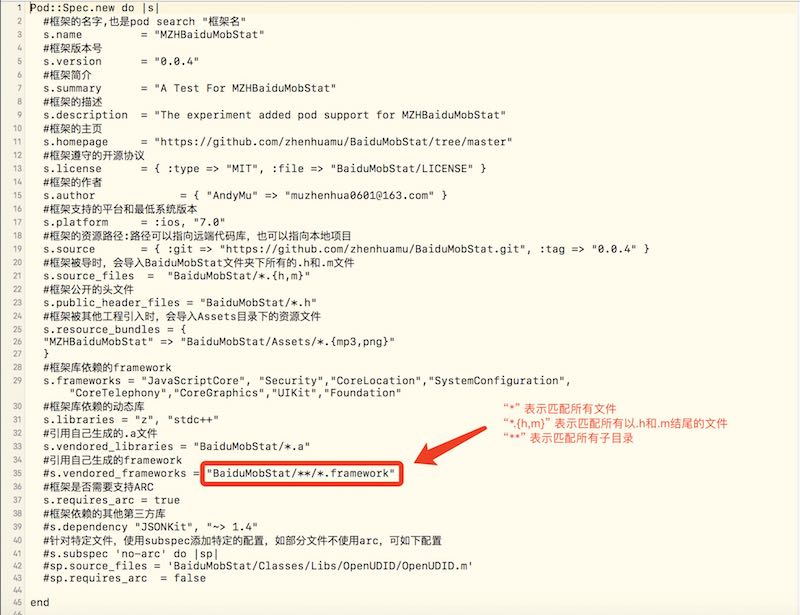 1 Pod::Spec.new do |s|
2 #框架的名字,也是pod search "框架名"
3 s.name = "MZHBaiduMobStat"
4 #框架版本号
5 s.version = "0.0.4"
6 #框架简介
7 s.summary = "A Test For MZHBaiduMobStat"
8 #框架的描述
9 s.description = "The experiment added pod support for MZHBaiduMobStat"
10 #框架的主页
11 s.homepage = "https://github.com/zhenhuamu/BaiduMobStat/tree/master"
12 #框架遵守的开源协议
13 s.license = { :type => "MIT", :file => "BaiduMobStat/LICENSE" }
14 #框架的作者
15 s.author = { "AndyMu" => "muzhenhua0601@163.com" }
16 #框架支持的平台和最低系统版本
17 s.platform = :ios, "7.0"
18 #框架的资源路径:路径可以指向远端代码库，也可以指向本地项目
19 s.source = { :git => "https://github.com/zhenhuamu/BaiduMobStat.git", :tag => "0.0.4" }
20 #框架被导时，会导入BaiduMobStat文件夹下所有的.h和.m文件
21 s.source_files = "BaiduMobStat/*.{h,m}"
22 #框架公开的头文件
23 s.public_header_files = "BaiduMobStat/*.h"
24 #框架被其他工程引入时，会导入Assets目录下的资源文件
25 s.resource_bundles = {
26 "MZHBaiduMobStat" => "BaiduMobStat/Assets/*.{mp3,png}"
27 }
28 #框架库依赖的framework
29 s.frameworks = "JavaScriptCore", "Security","CoreLocation","SystemConfiguration",
"CoreTelephony","CoreGraphics","UIKit","Foundation"
30 #框架库依赖的动态库
31 s.libraries = "z", "stdc++"
32 #引用自己生成的.a文件
33 s.vendored_libraries = "BaiduMobStat/*.a"
34 #引用自己生成的framework
35 #s.vendored_frameworks = "BaiduMobStat/**/*.framework"
36 #框架是否需要支持ARC
37 s.requires_arc = true
38 #框架依赖的其他第三方库
39 #s.dependency "JSONKit", "~> 1.4"
40 #针对特定文件，使用subspec添加特定的配置，如部分文件不使用arc，可如下配置
41 #s.subspec 'no-arc' do |sp|
42 #sp.source_files = 'BaiduMobStat/Classes/Libs/OpenUDID/OpenUDID.m'
43 #sp.requires_arc = false
44
45 end
46
“*” 表示匹配所有文件
“*.{h,m}” 表示匹配所有以.h和.m结尾的文件
“**” 表示匹配所有子目录